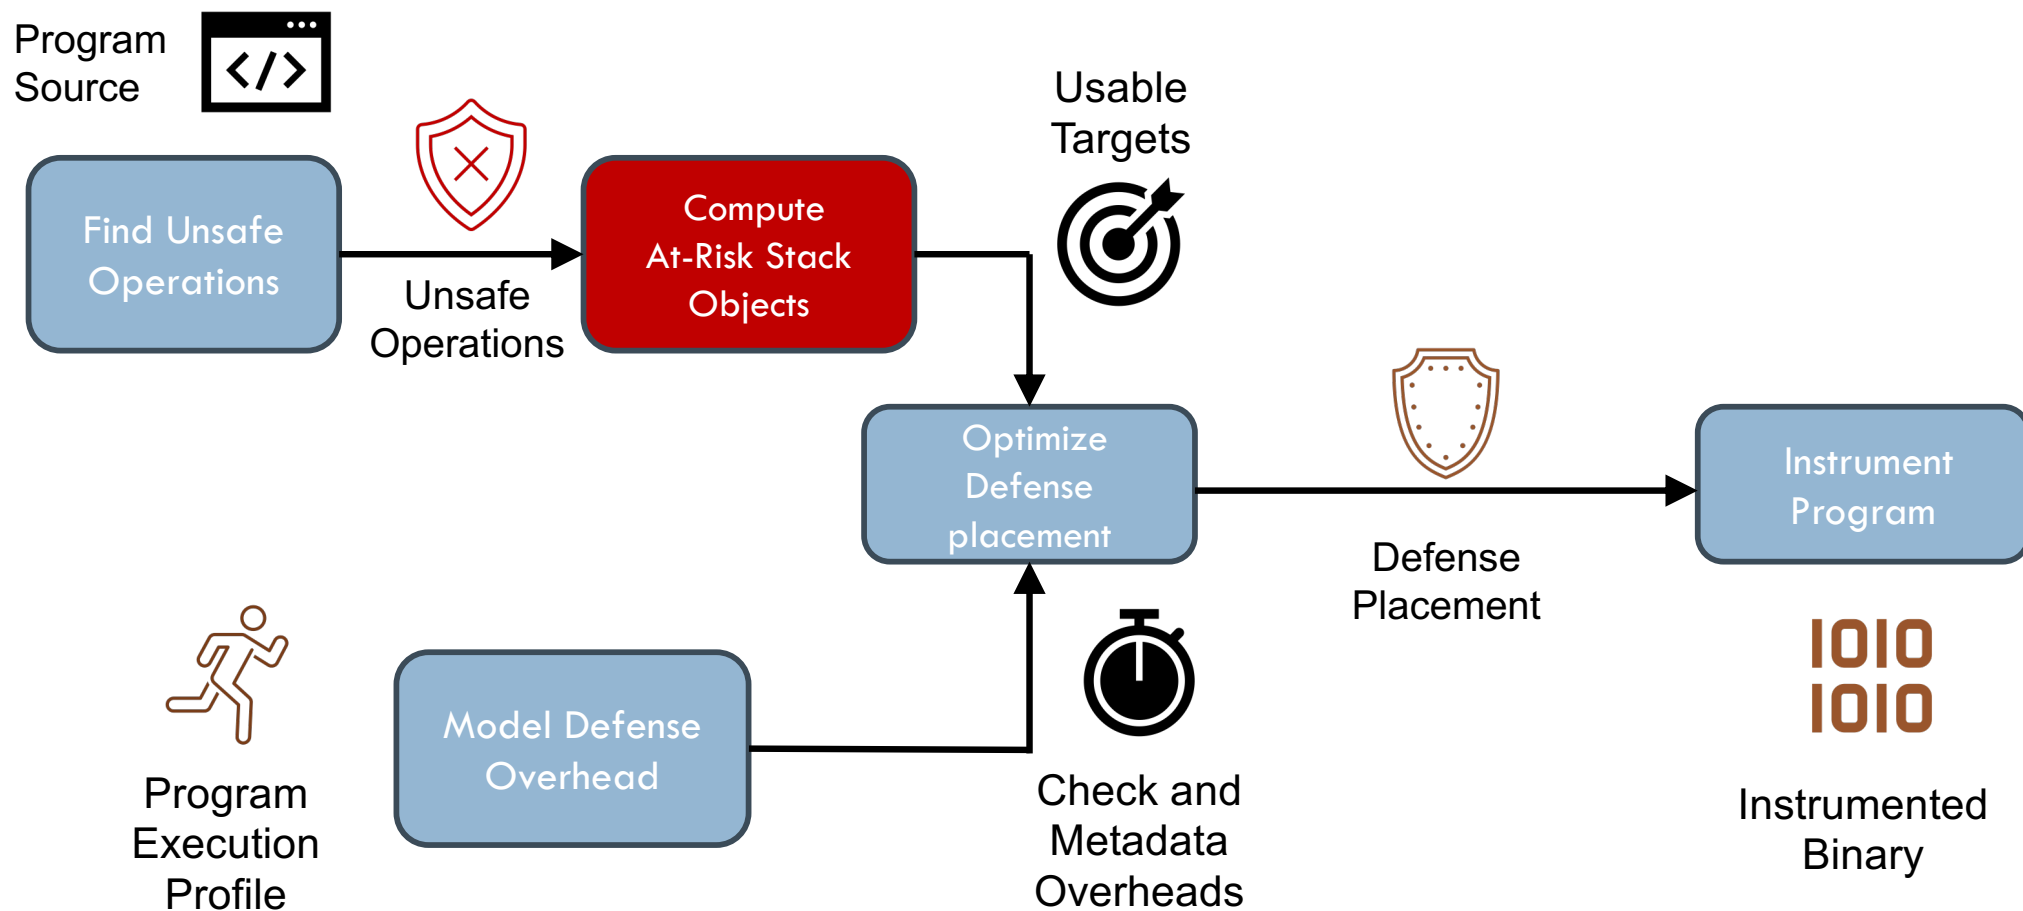 Program
Source
</>
Find Unsafe
Operations
Unsafe
Operations
Compute
At-Risk Stack
Objects
Usable
Targets
Optimize
Defense
placement
Defense
Placement
Instrument
Program
Program
Execution
Profile
Model Defense
Overhead
Check and
Metadata
Overheads
1010
1010
Instrumented
Binary